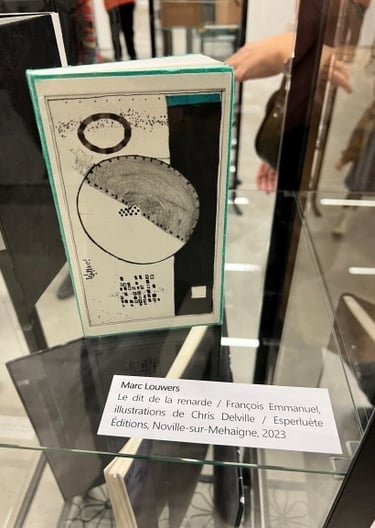 Marc Louwers
Le dit de la renarde / François Emmanuel,
illustrations de Chris Delville / Esperluète
Éditions, Noville-sur-Mehaigne, 2023